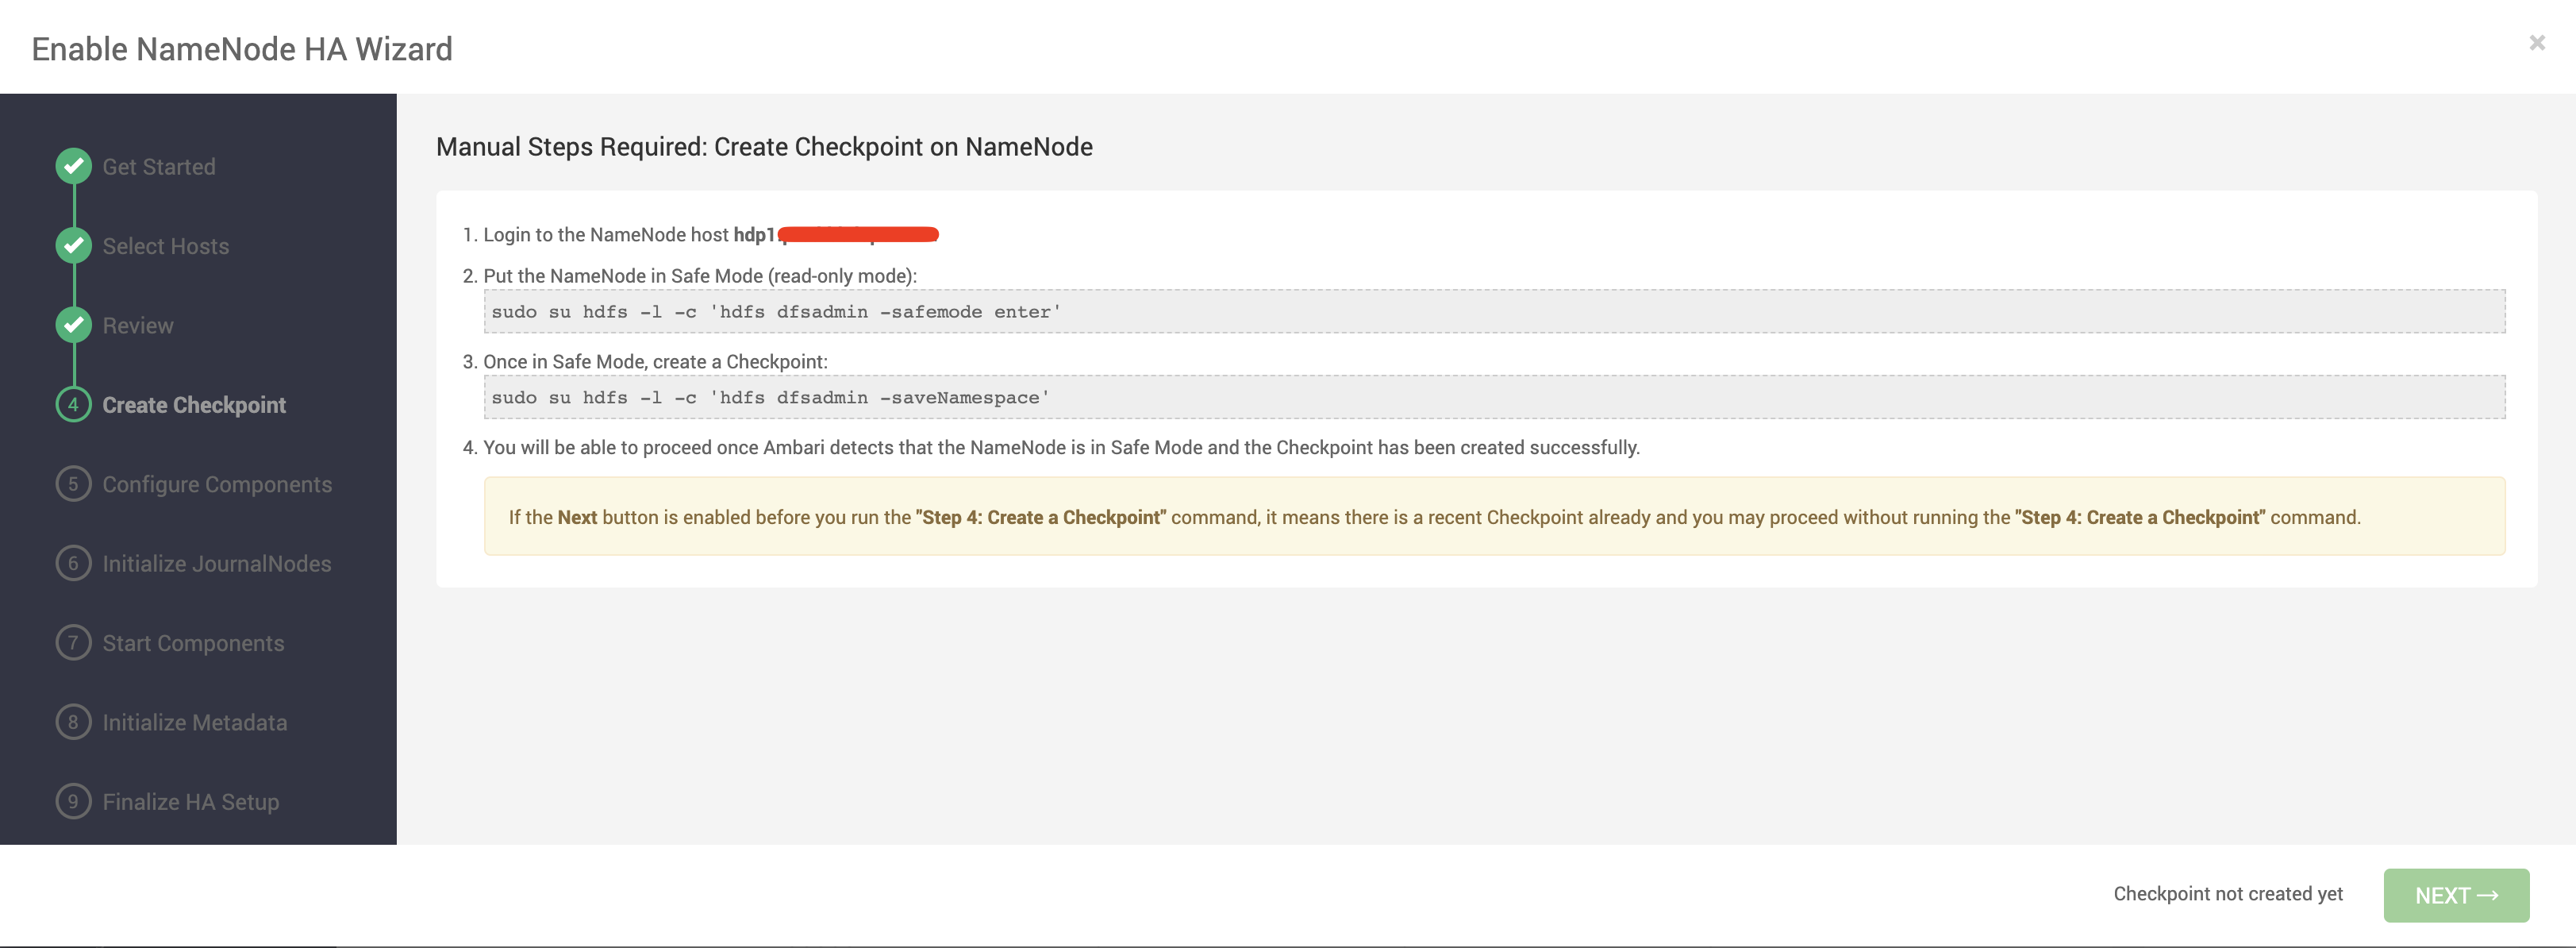 Enable NameNode HA Wizard
×
Get Started
Select Hosts
Review
4 Create Checkpoint
5 Configure Components
6 Initialize JournalNodes
7 Start Components
8 Initialize Metadata
9 Finalize HA Setup
Manual Steps Required: Create Checkpoint on NameNode
1. Login to the NameNode host hdp1
2. Put the NameNode in Safe Mode (read-only mode):
sudo su hdfs -l -c 'hdfs dfsadmin -safemode enter'
3. Once in Safe Mode, create a Checkpoint:
sudo su hdfs -l -c 'hdfs dfsadmin -saveNamespace'
4. You will be able to proceed once Ambari detects that the NameNode is in Safe Mode and the Checkpoint has been created successfully.
If the Next button is enabled before you run the "Step 4: Create a Checkpoint" command, it means there is a recent Checkpoint already and you may proceed without running the "Step 4: Create a Checkpoint" command.
Checkpoint not created yet
NEXT →